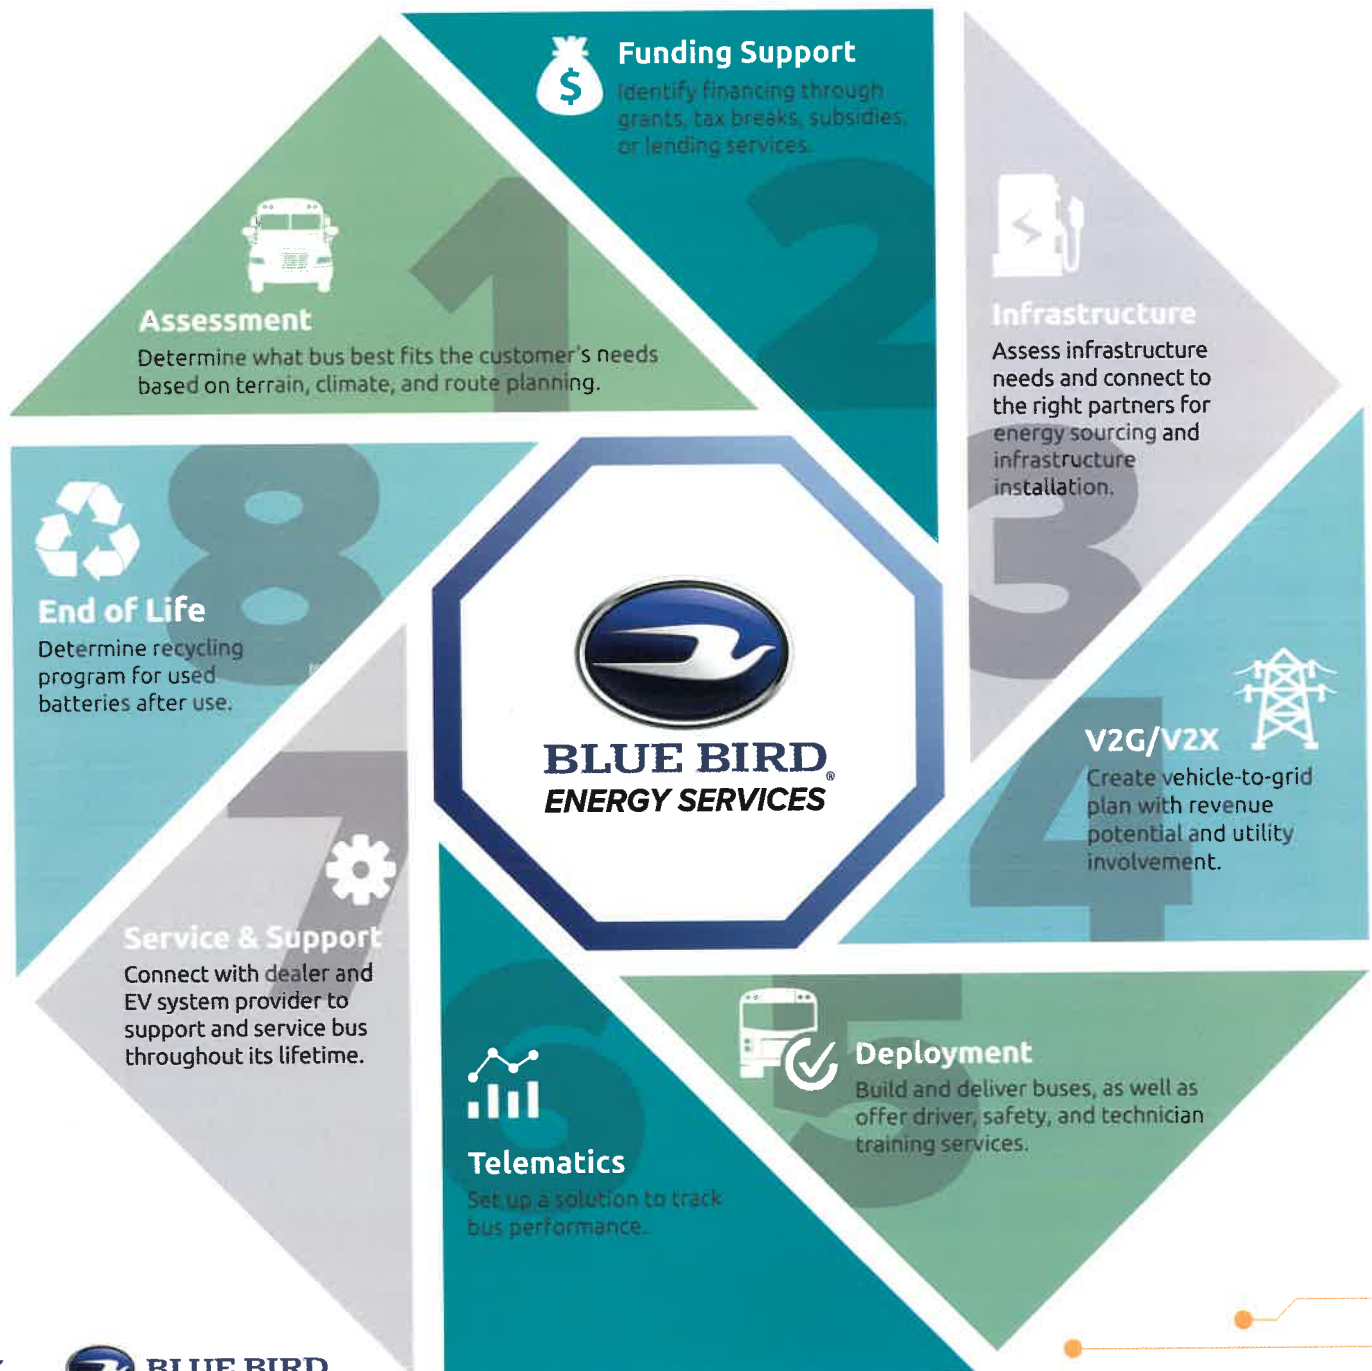 1
Assessment
Determine what bus best fits the customer's needs
based on terrain, climate, and route planning.
$
Funding Support
Identify financing through
grants, tax breaks, subsidies,
or lending services.
2
Infrastructure
Assess infrastructure
needs and connect to
the right partners for
energy sourcing and
infrastructure
installation.
3
V2G/V2X
Create vehicle-to-grid
plan with revenue
potential and utility
involvement.
4
5
Deployment
Build and deliver buses, as well as
offer driver, safety, and technician
training services.
6
Telematics
Set up a solution to track
bus performance.
7
Service & Support
Connect with dealer and
EV system provider to
support and service bus
throughout its lifetime.
8
End of Life
Determine recycling
program for used
batteries after use.
BLUE BIRD®
ENERGY SERVICES
BLUE BIRD